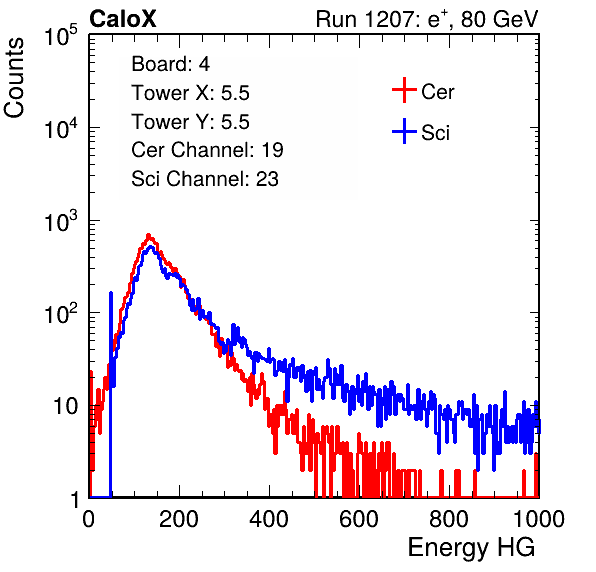 CaloX Run 1207: e⁺, 80 GeV
Counts
Board: 4
Tower X: 5.5
Tower Y: 5.5
Cer Channel: 19
Sci Channel: 23
Cer
Sci
10⁵
10⁴
10³
10²
10
1
0 200 400 600 800 1000
Energy HG